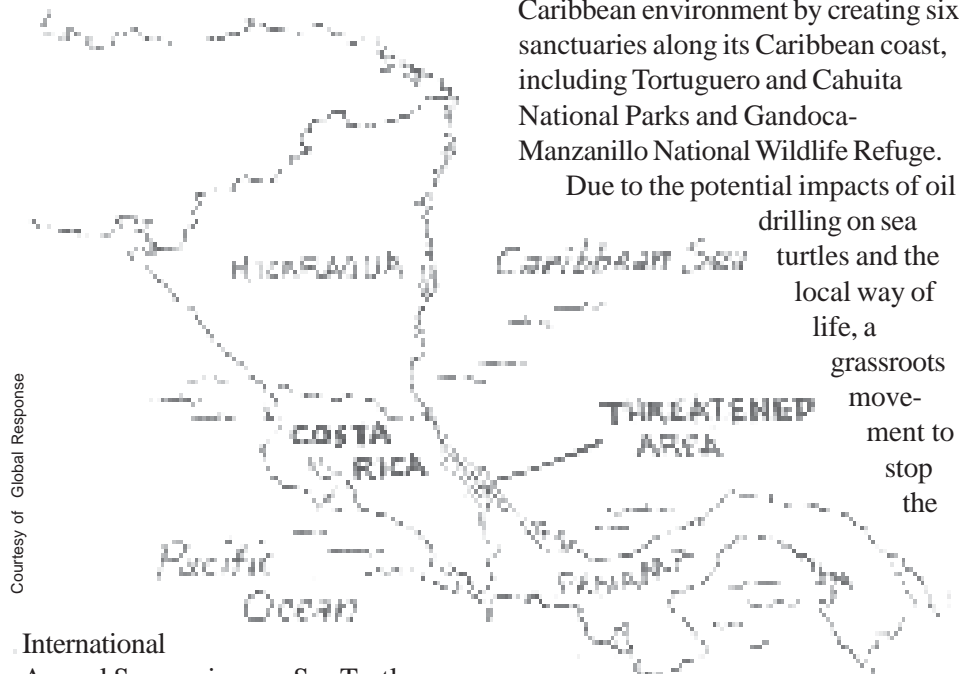 Caribbean environment by creating six
sanctuaries along its Caribbean coast,
including Tortuguero and Cahuita
National Parks and Gandoca-
Manzanillo National Wildlife Refuge.
Due to the potential impacts of oil
drilling on sea
turtles and the
local way of
life, a
grassroots
move-
ment to
stop
the
NICARAGUA
Caribbean Sea
THREATENED
AREA
COSTA
RICA
PANAMA
Pacific
Ocean
Courtesy of Global Response
International